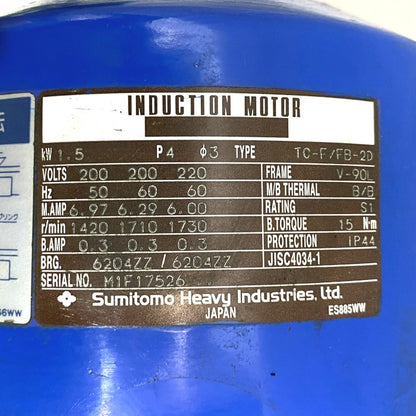 INDUCTION MOTOR
kW 1.5 P 4 φ 3 TYPE TC-F/FB-2D
VOLTS 200 200 220 FRAME V-90L
Hz 50 60 60 M/B THERMAL B/B
M.AMP 6.97 6.29 6.00 RATING S1
r/min 1420 1710 1730 B.TORQUE 15 N·m
B.AMP 0.3 0.3 0.3 PROTECTION IP44
BRG. 6204ZZ / 6204ZZ JISC4034-1
SERIAL NO. M1F17526
Sumitomo Heavy Industries, Ltd.
JAPAN ES885WW